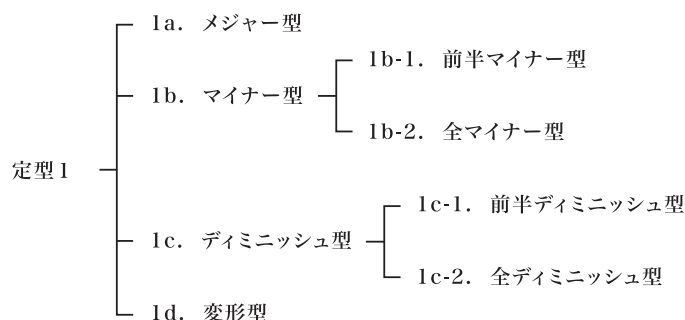 1a. メジャー型
1b-1. 前半マイナー型
1b. マイナー型
1b-2. 全マイナー型
定型1
1c-1. 前半ディミニッシュ型
1c. ディミニッシュ型
1c-2. 全ディミニッシュ型
1d. 変形型